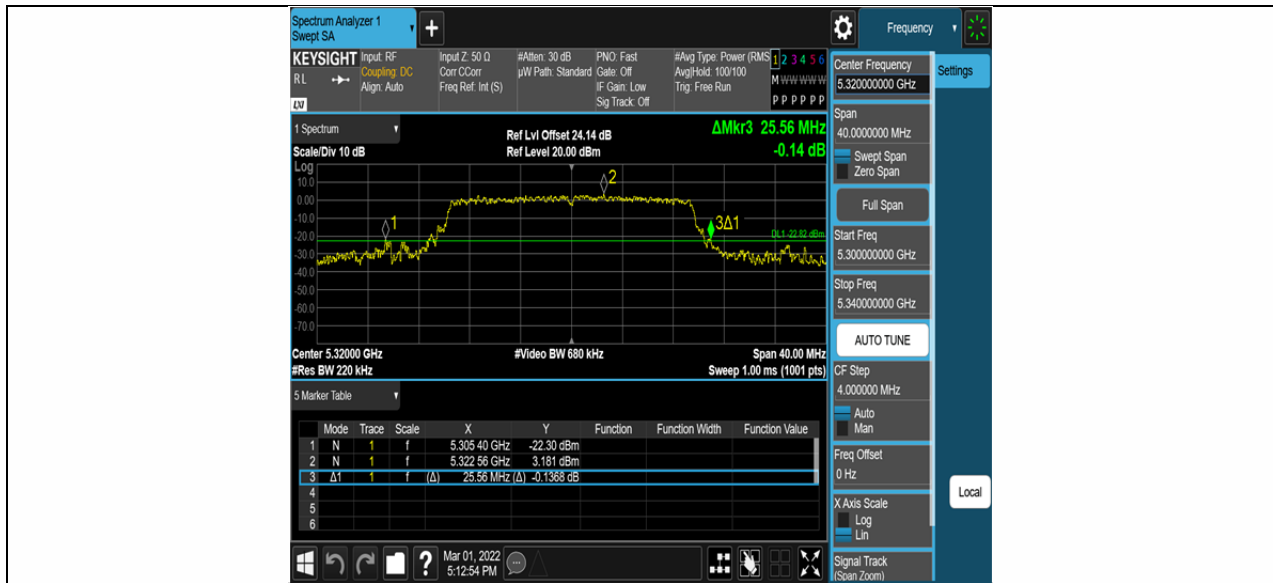 Spectrum Analyzer 1
Swept SA
+
Frequency
KEYSIGHT
RL
LXI
Input: RF
Coupling: DC
Align: Auto
Input Z: 50 Ω
Corr CCorr
Freq Ref: Int (S)
#Atten: 30 dB
µW Path: Standard
PNO: Fast
Gate: Off
IF Gain: Low
Sig Track: Off
#Avg Type: Power (RMS
Avg|Hold: 100/100
Trig: Free Run
1 2 3 4 5 6
M W W W W W
P P P P P P
1 Spectrum
Scale/Div 10 dB
Ref Lvl Offset 24.14 dB
Ref Level 20.00 dBm
ΔMkr3 25.56 MHz
-0.14 dB
Log
10.0
0.00
-10.0
-20.0
-30.0
-40.0
-50.0
-60.0
-70.0
1
2
3Δ1
DL1 -22.82 dBm
Center 5.32000 GHz
#Video BW 680 kHz
Span 40.00 MHz
#Res BW 220 kHz
Sweep 1.00 ms (1001 pts)
5 Marker Table
Mode Trace Scale X Y Function Function Width Function Value
1 N 1 f 5.305 40 GHz -22.30 dBm
2 N 1 f 5.322 56 GHz 3.181 dBm
3 Δ1 1 f (Δ) 25.56 MHz (Δ) -0.1368 dB
4
5
6
?
Mar 01, 2022
5:12:54 PM
Center Frequency
5.320000000 GHz
Settings
Span
40.0000000 MHz
Swept Span
Zero Span
Full Span
Start Freq
5.300000000 GHz
Stop Freq
5.340000000 GHz
AUTO TUNE
CF Step
4.000000 MHz
Auto
Man
Freq Offset
0 Hz
Local
X Axis Scale
Log
Lin
Signal Track
(Span Zoom)